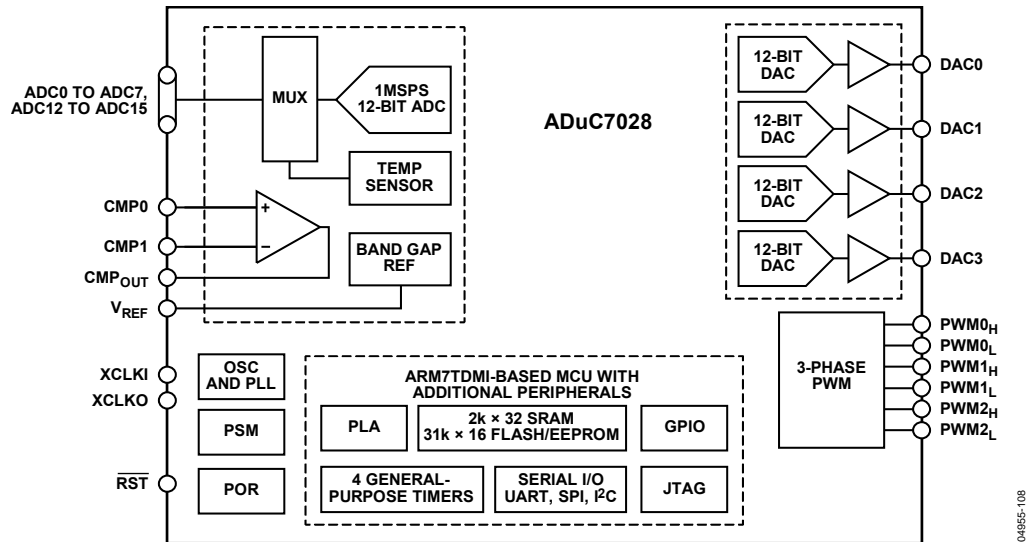 ADuC7028
ADC0 TO ADC7,
ADC12 TO ADC15
MUX
1MSPS
12-BIT ADC
TEMP
SENSOR
CMP0
+
CMP1
−
CMPOUT
BAND GAP
REF
VREF
12-BIT
DAC
DAC0
12-BIT
DAC
DAC1
12-BIT
DAC
DAC2
12-BIT
DAC
DAC3
XCLKI
XCLKO
OSC
AND PLL
PSM
RST
POR
ARM7TDMI-BASED MCU WITH
ADDITIONAL PERIPHERALS
PLA
2k × 32 SRAM
31k × 16 FLASH/EEPROM
GPIO
4 GENERAL-
PURPOSE TIMERS
SERIAL I/O
UART, SPI, I²C
JTAG
3-PHASE
PWM
PWM0H
PWM0L
PWM1H
PWM1L
PWM2H
PWM2L
04955-108